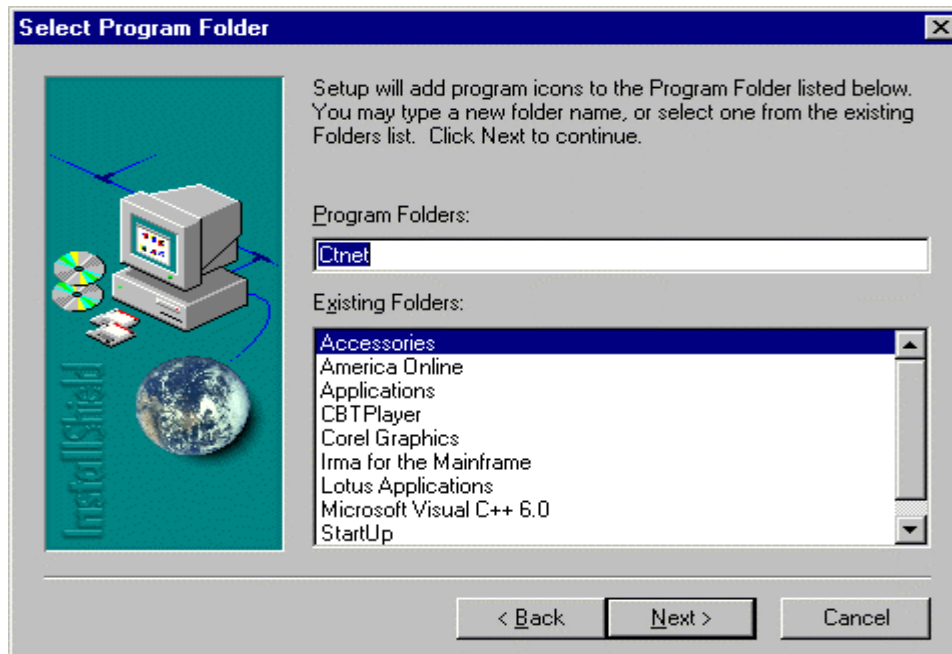 Select Program Folder
Setup will add program icons to the Program Folder listed below.
You may type a new folder name, or select one from the existing
Folders list.  Click Next to continue.
Program Folders:
Ctnet
Existing Folders:
Accessories
America Online
Applications
CBTPlayer
Corel Graphics
Irma for the Mainframe
Lotus Applications
Microsoft Visual C++ 6.0
StartUp
InstallShield
< Back
Next >
Cancel